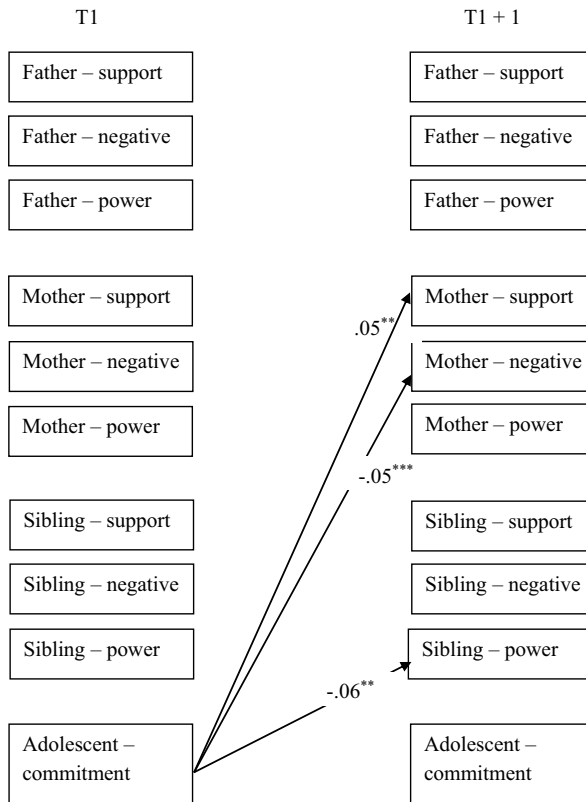 T1
T1 + 1
Father – support
Father – support
Father – negative
Father – negative
Father – power
Father – power
Mother – support
Mother – support
.05**
Mother – negative
Mother – negative
Mother – power
Mother – power
-.05***
Sibling – support
Sibling – support
Sibling – negative
Sibling – negative
Sibling – power
Sibling – power
-.06**
Adolescent –
commitment
Adolescent –
commitment